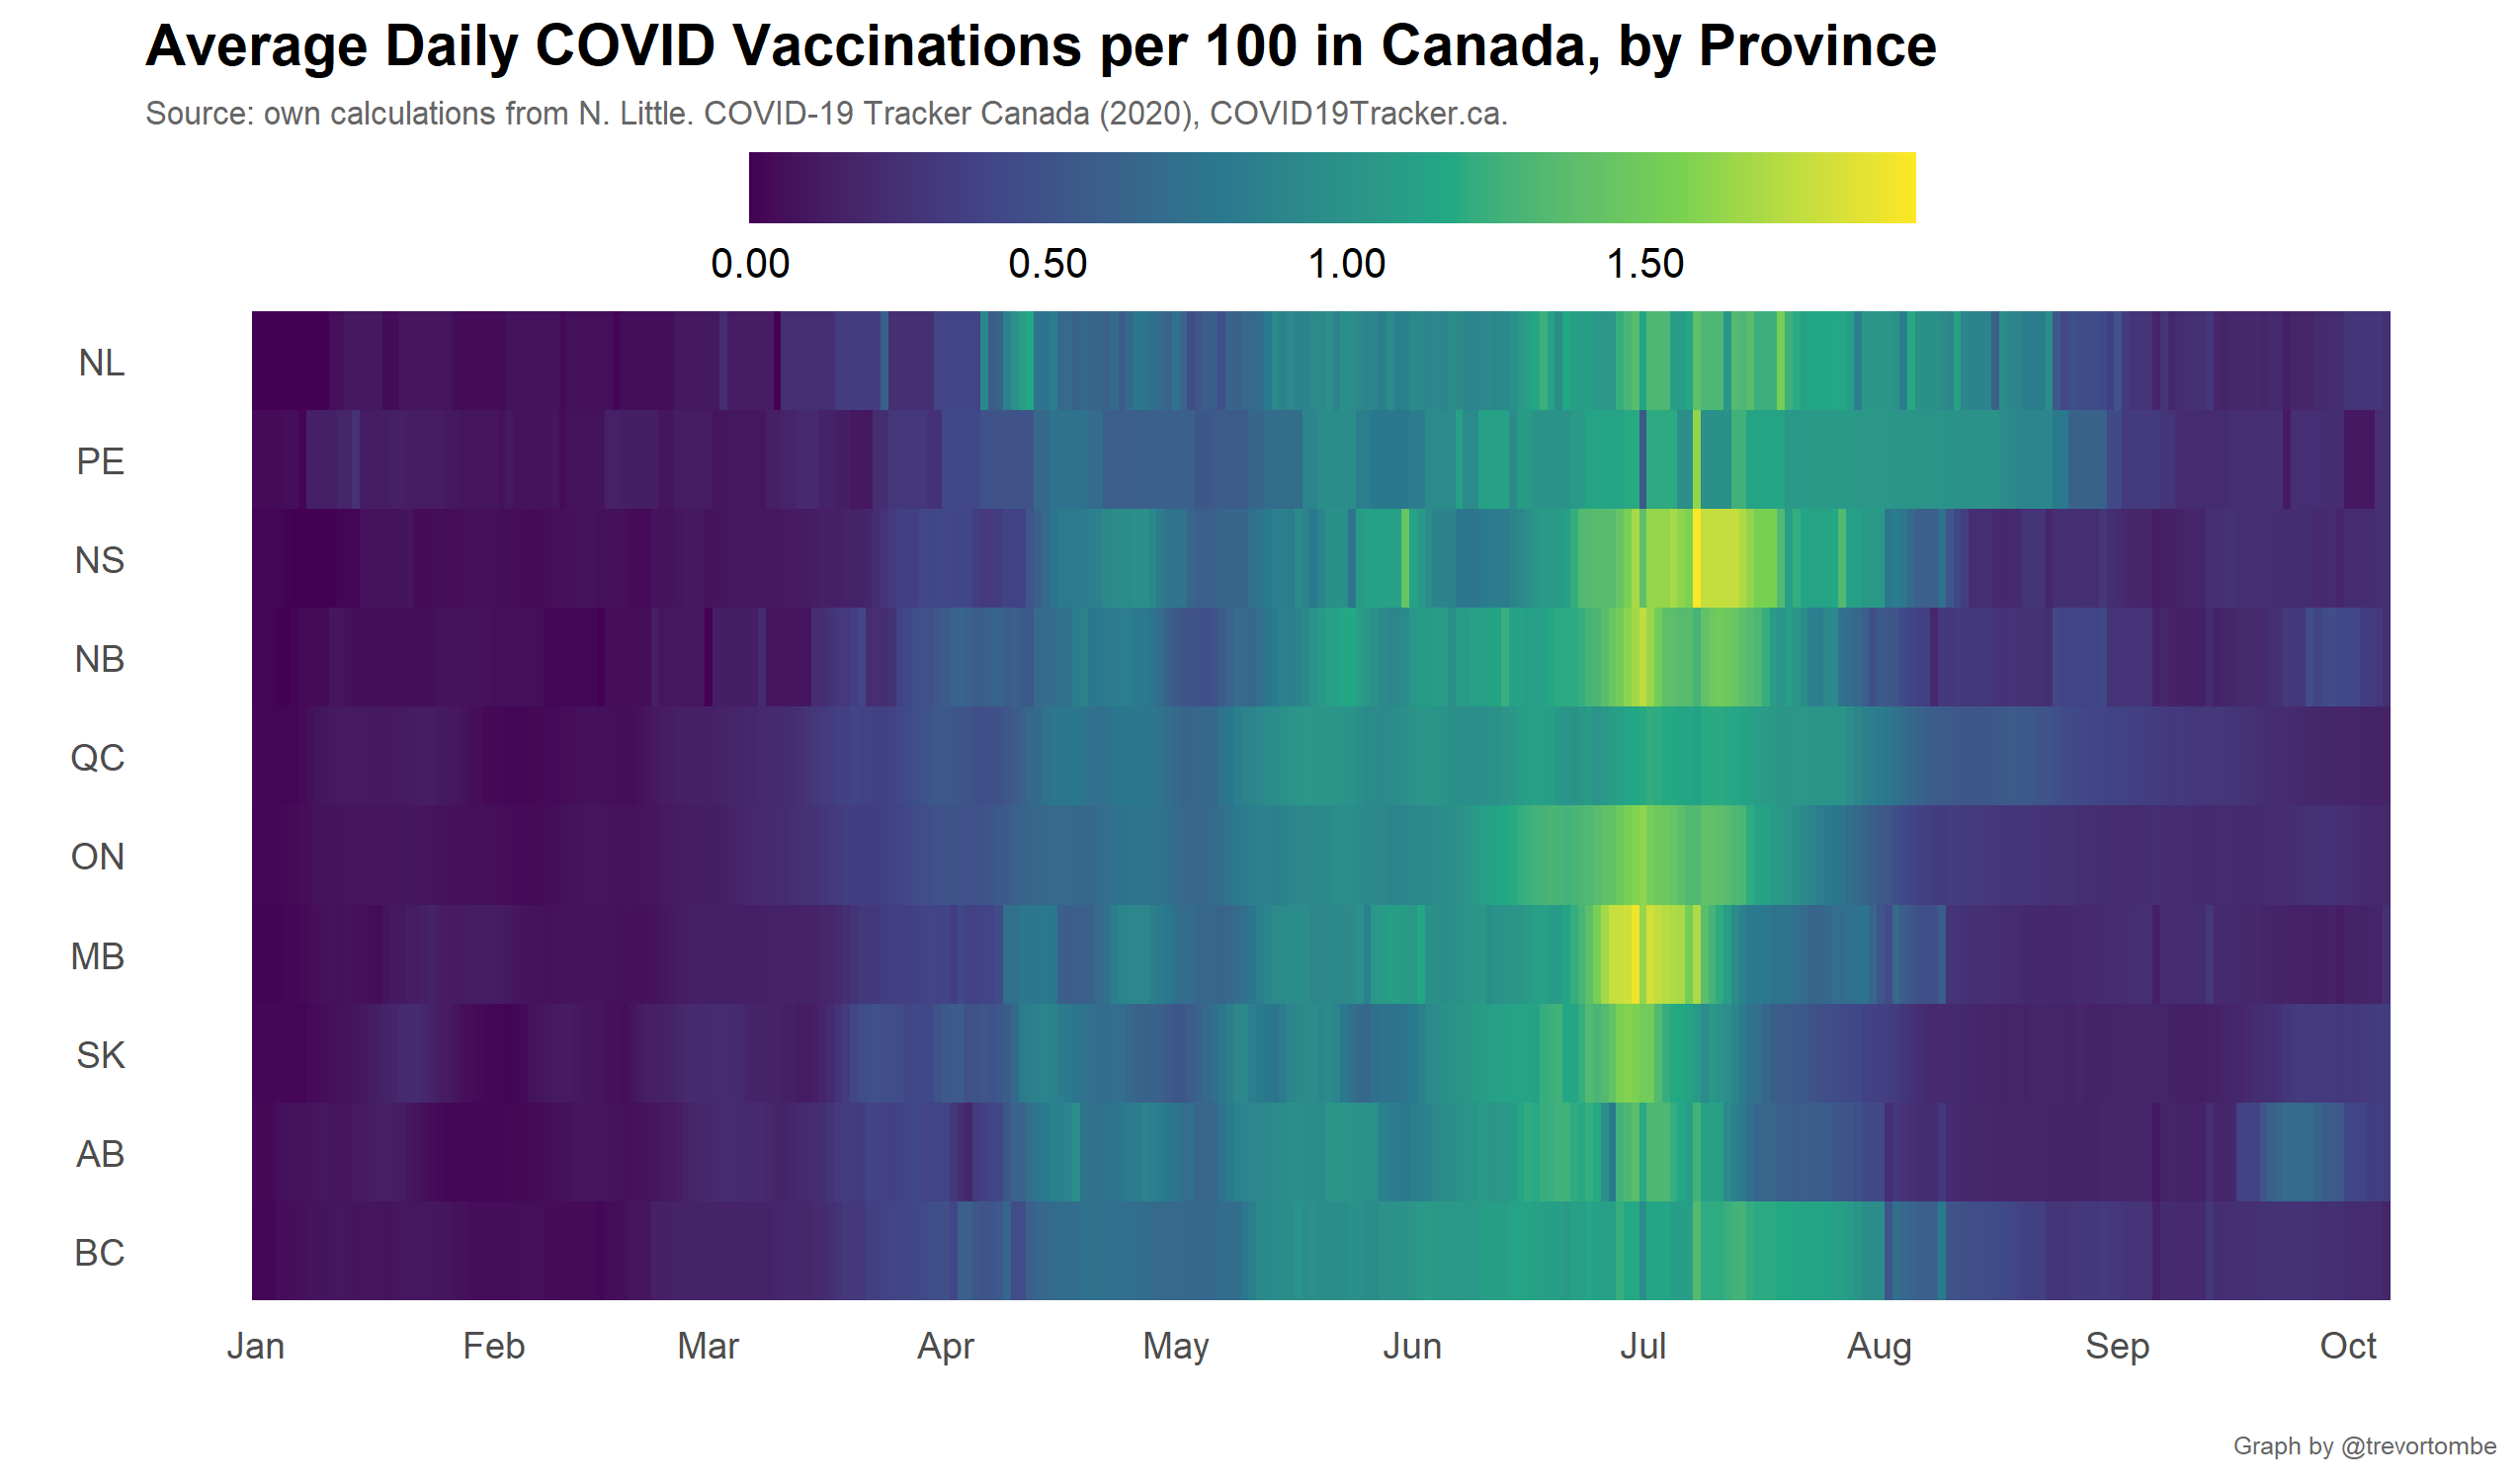 Average Daily COVID Vaccinations per 100 in Canada, by Province
Source: own calculations from N. Little. COVID-19 Tracker Canada (2020), COVID19Tracker.ca.
0.00 0.50 1.00 1.50
NL
PE
NS
NB
QC
ON
MB
SK
AB
BC
Jan Feb Mar Apr May Jun Jul Aug Sep Oct
Graph by @trevortombe